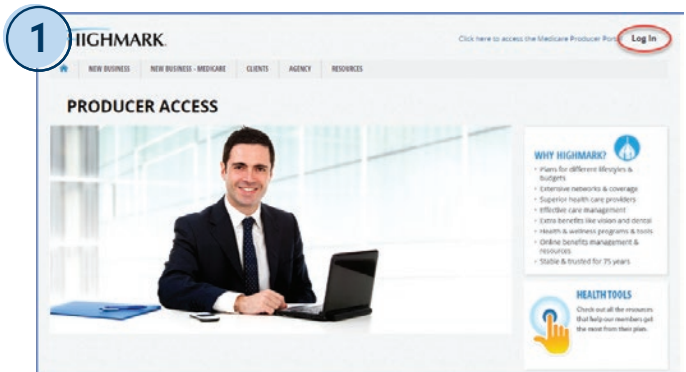 1
HIGHMARK.
Click here to access the Medicare Producer Port
Log In
NEW BUSINESS
NEW BUSINESS - MEDICARE
CLIENTS
AGENCY
RESOURCES
PRODUCER ACCESS
WHY HIGHMARK?
Plans for different lifestyles &
budgets
Extensive networks & coverage
Superior health care providers
Effective care management
Extra benefits like vision and dental
Health & wellness programs & tools
Online benefits management &
resources
Stable & trusted for 75 years
HEALTH TOOLS
Check out all the resources
that help our members get
the most from their plan.